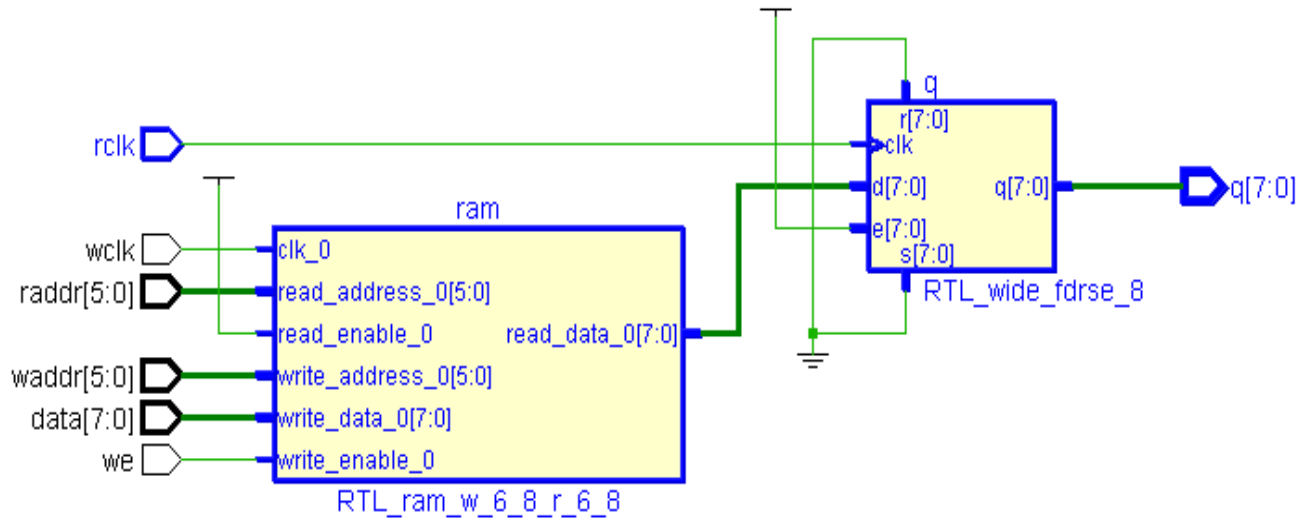 q
r[7:0]
rclk
clk
d[7:0]
q[7:0]
q[7:0]
ram
e[7:0]
wclk
clk_0
s[7:0]
raddr[5:0]
read_address_0[5:0]
RTL_wide_fdrse_8
read_enable_0
read_data_0[7:0]
waddr[5:0]
write_address_0[5:0]
data[7:0]
write_data_0[7:0]
we
write_enable_0
RTL_ram_w_6_8_r_6_8